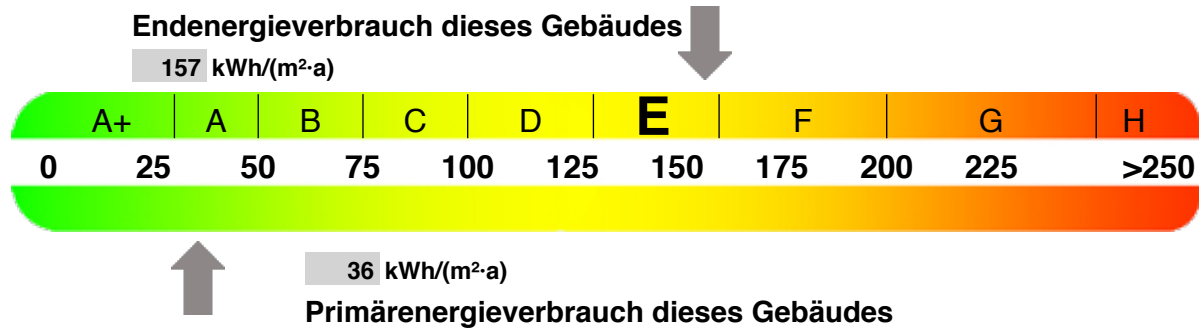 Endenergieverbrauch dieses Gebäudes
157 kWh/(m²·a)
A+ A B C D E F G H
0 25 50 75 100 125 150 175 200 225 >250
36 kWh/(m²·a)
Primärenergieverbrauch dieses Gebäudes